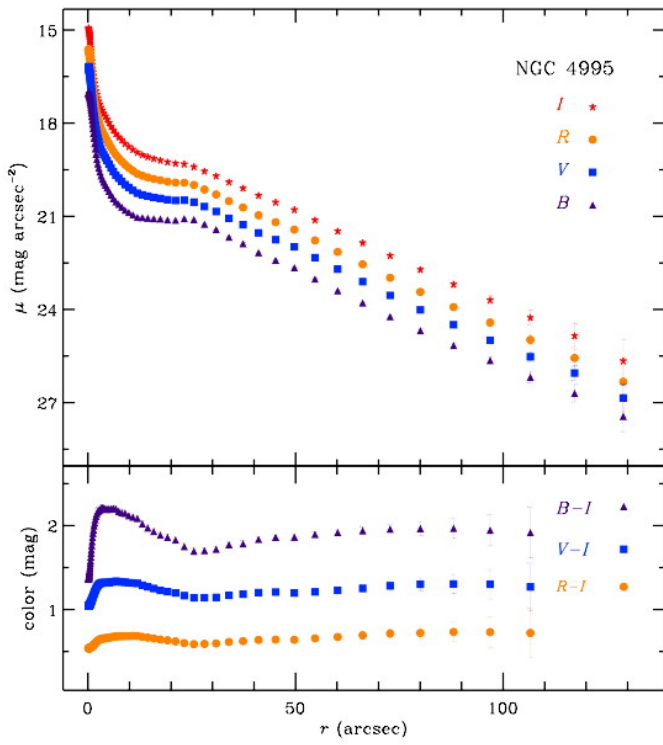 15
NGC 4995
I
R
V
B
18
21
24
27
μ (mag arcsec⁻²)
B−I
V−I
R−I
2
1
color (mag)
0
50
100
r (arcsec)